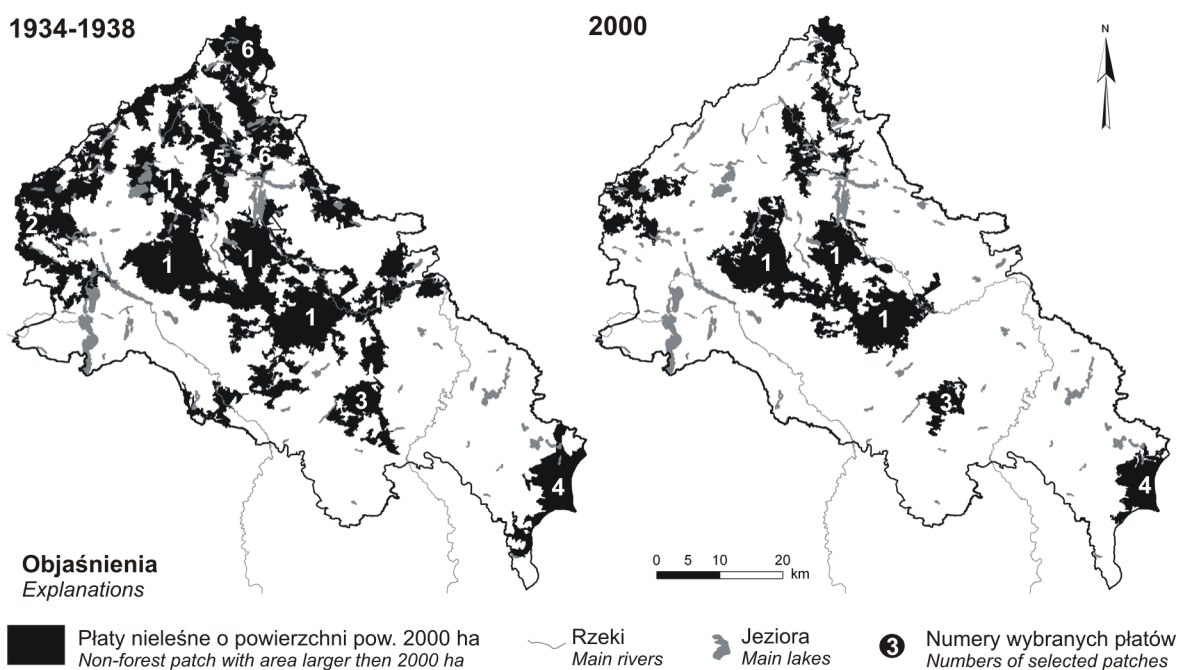 1934-1938
2000
N
6
5
6
1
2
1
1
1
1
3
4
1
1
1
3
4
0 5 10 20
km
Objaśnienia
Explanations
Płaty nieleśne o powierzchni pow. 2000 ha
Non-forest patch with area larger then 2000 ha
Rzeki
Main rivers
Jeziora
Main lakes
3
Numery wybranych płatów
Numbers of selected patches